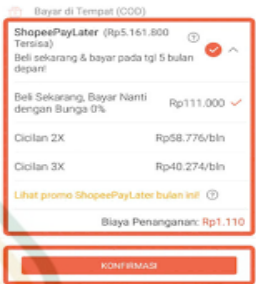 Bayar di Tempat (COD)
ShopeePayLater (Rp5.161.800
Tersisa)
Beli sekarang & bayar pada tgl 5 bulan
depan!
Beli Sekarang, Bayar Nanti
dengan Bunga 0%
Rp111.000
Cicilan 2X
Rp58.776/bln
Cicilan 3X
Rp40.274/bln
Lihat promo ShopeePayLater bulan ini!
Biaya Penanganan: Rp1.110
KONFIRMASI